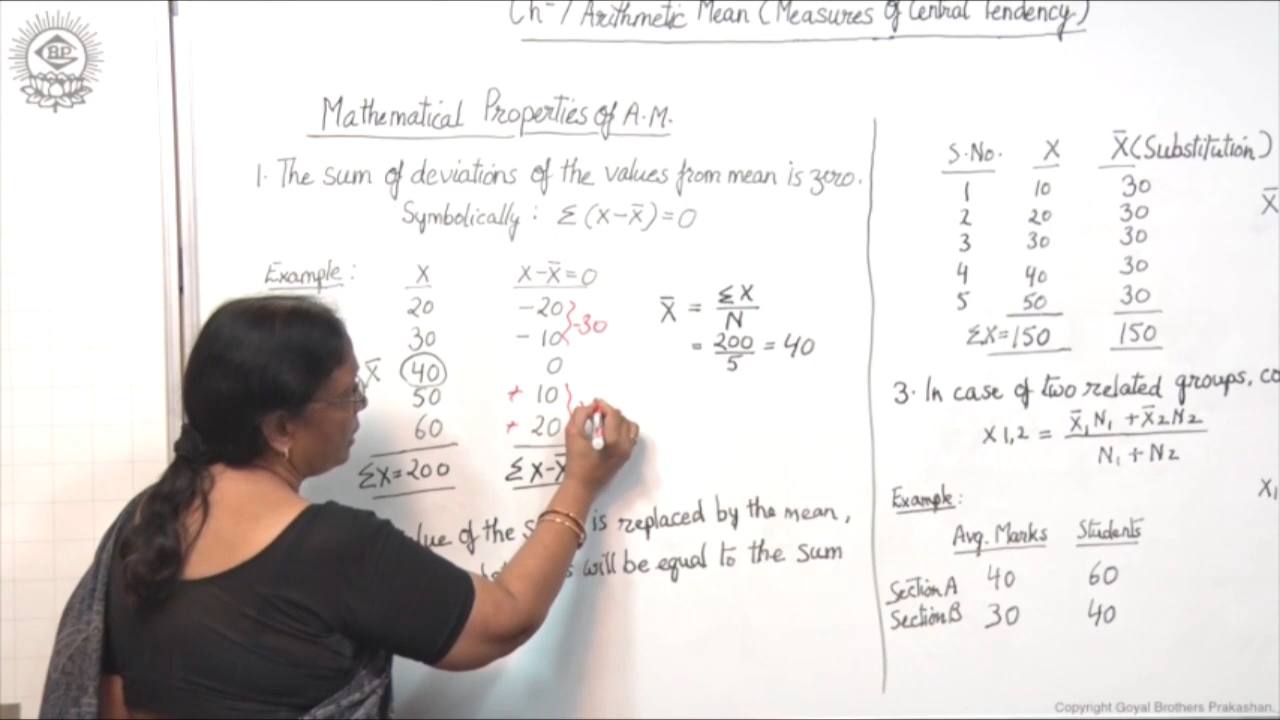 GBP
Ch-7 Arithmetic Mean (Measures of Central Tendency)
Mathematical Properties of A.M.
1. The sum of deviations of the values from mean is zero.
Symbolically : Σ (X-X̄) = 0
Example :
X X-X̄=0
20 -20
30 -10 -30
X̄ 40 0
50 + 10
60 + 20
ΣX=200 Σ X-X̄
X̄ = ΣX/N
= 200/5 = 40
of the is replaced by the mean,
will be equal to the sum
S.No. X X̄(Substitution)
1 10 30
2 20 30
3 30 30
4 40 30
5 50 30
ΣX=150 150
X̄
3. In case of two related groups,
X1,2 = X̄1N1 + X̄2N2 / N1 + N2
Example :
Avg. Marks Students
Section A 40 60
Section B 30 40
Copyright Goyal Brothers Prakashan.